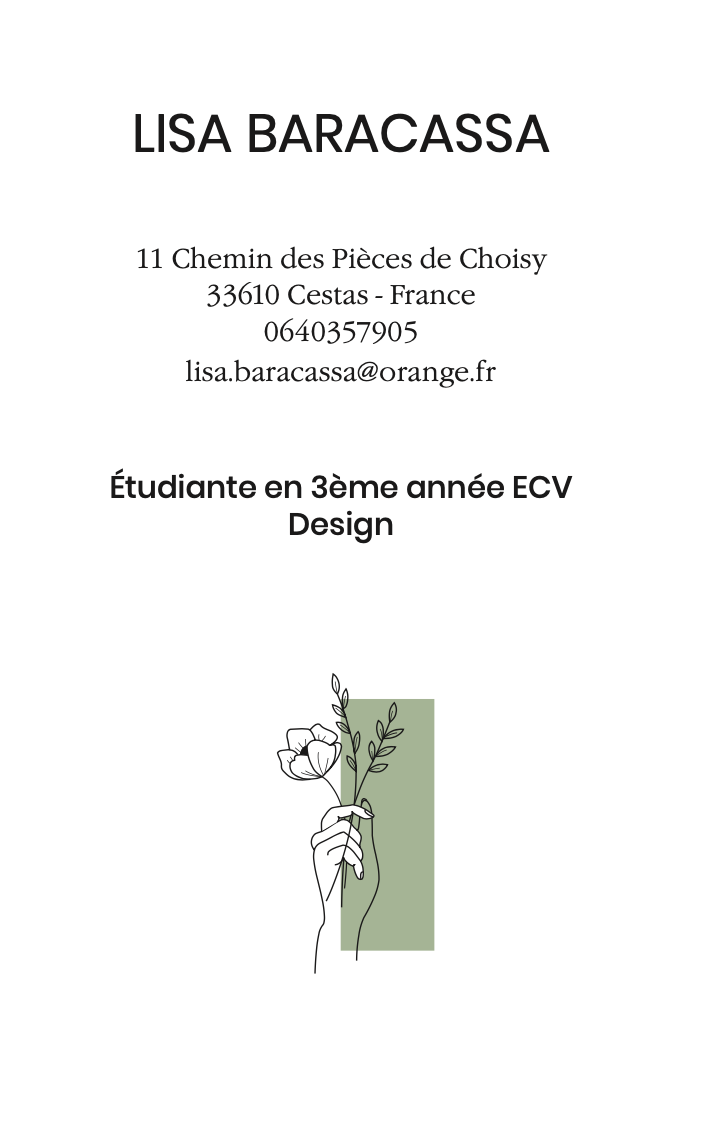 LISA BARACASSA
11 Chemin des Pièces de Choisy
33610 Cestas - France
0640357905
lisa.baracassa@orange.fr
Étudiante en 3ème année ECV
Design